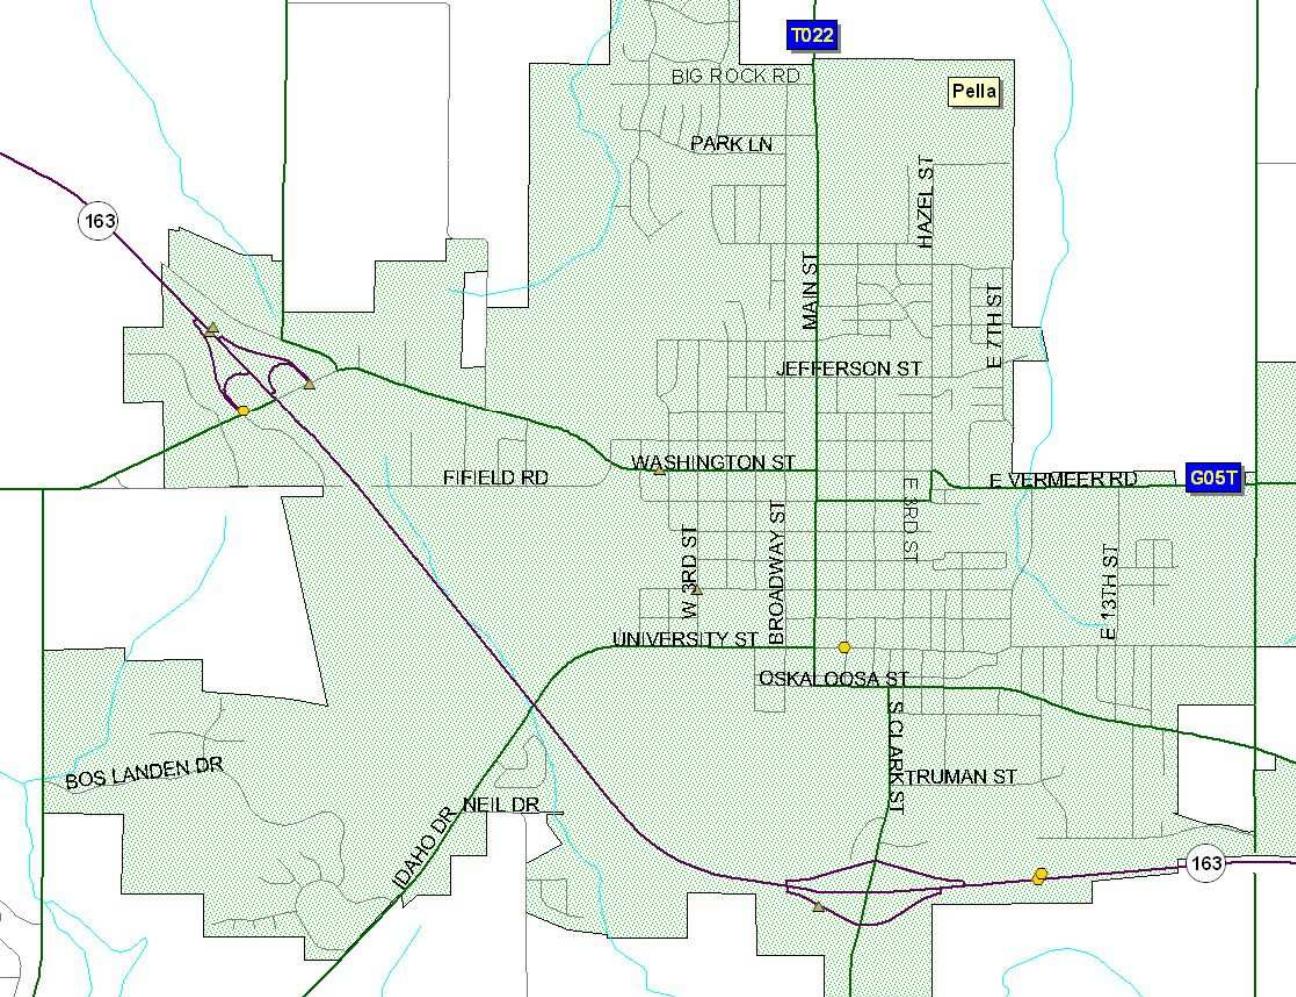 T022
BIG ROCK RD
Pella
PARK LN
HAZEL ST
163
MAIN ST
E 7TH ST
JEFFERSON ST
WASHINGTON ST
FIFIELD RD
E VERMEER RD
G05T
E 3RD ST
BROADWAY ST
W 3RD ST
E 13TH ST
UNIVERSITY ST
OSKALOOSA ST
S CLARK ST
BOS LANDEN DR
TRUMAN ST
NEIL DR
IDAHO DR
163